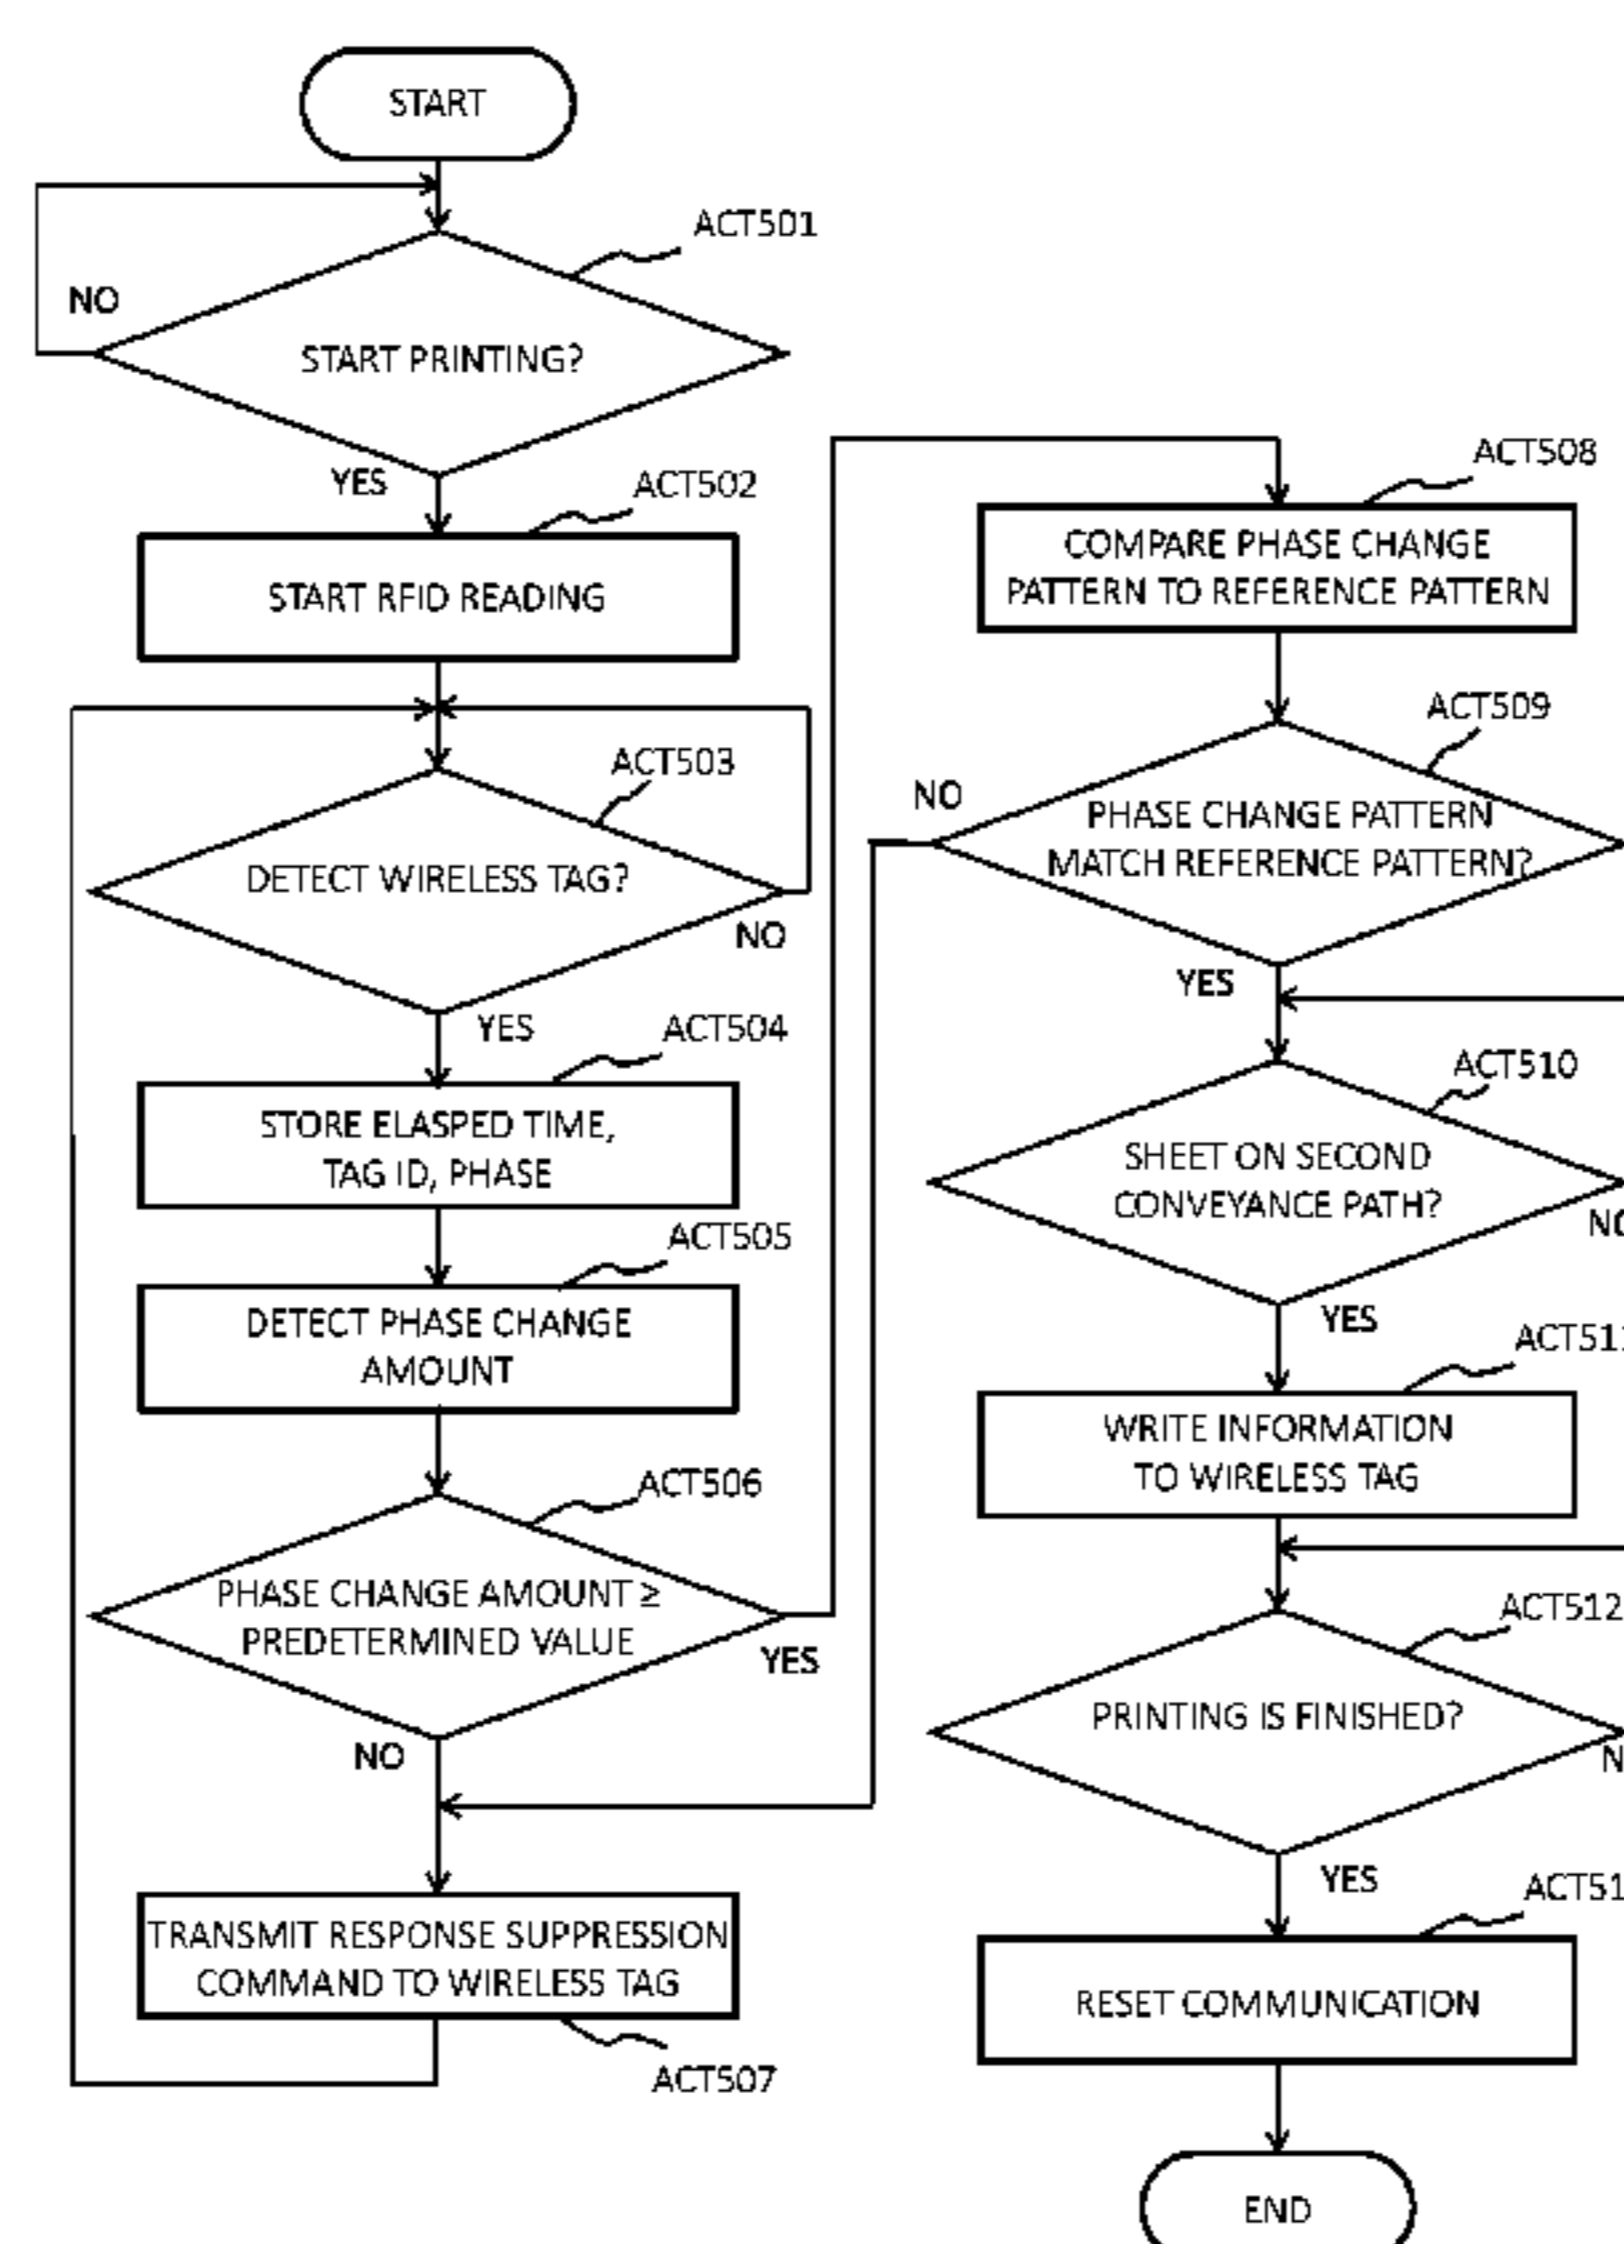 START
ACT501
NO
START PRINTING?
YES
ACT502
START RFID READING
ACT503
DETECT WIRELESS TAG?
NO
YES
ACT504
STORE ELASPED TIME,
TAG ID, PHASE
ACT505
DETECT PHASE CHANGE
AMOUNT
ACT506
PHASE CHANGE AMOUNT ≥
PREDETERMINED VALUE
YES
NO
TRANSMIT RESPONSE SUPPRESSION
COMMAND TO WIRELESS TAG
ACT507
ACT508
COMPARE PHASE CHANGE
PATTERN TO REFERENCE PATTERN
ACT509
NO
PHASE CHANGE PATTERN
MATCH REFERENCE PATTERN?
YES
ACT510
SHEET ON SECOND
CONVEYANCE PATH?
YES
ACT511
WRITE INFORMATION
TO WIRELESS TAG
ACT512
PRINTING IS FINISHED?
YES
RESET COMMUNICATION
END